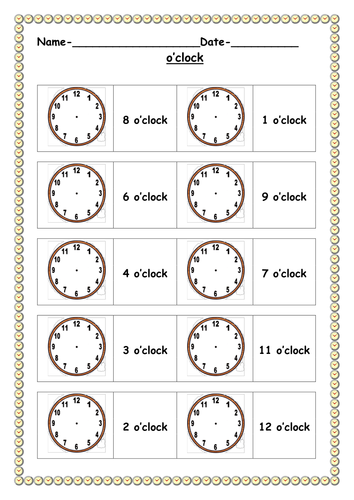 Name-____________________Date-__________
o'clock
11 12 1
10 2
9 3
8 4
7 6 5
8 o'clock
11 12 1
10 2
9 3
8 4
7 6 5
1 o'clock
11 12 1
10 2
9 3
8 4
7 6 5
6 o'clock
11 12 1
10 2
9 3
8 4
7 6 5
9 o'clock
11 12 1
10 2
9 3
8 4
7 6 5
4 o'clock
11 12 1
10 2
9 3
8 4
7 6 5
7 o'clock
11 12 1
10 2
9 3
8 4
7 6 5
3 o'clock
11 12 1
10 2
9 3
8 4
7 6 5
11 o'clock
11 12 1
10 2
9 3
8 4
7 6 5
2 o'clock
11 12 1
10 2
9 3
8 4
7 6 5
12 o'clock